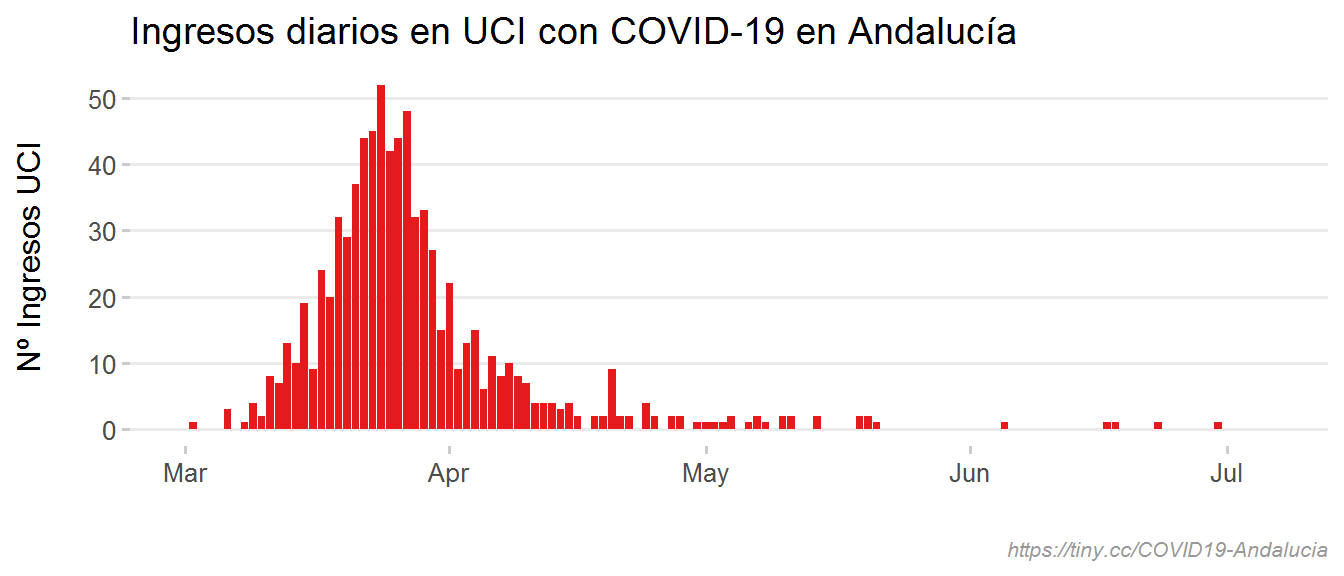 Ingresos diarios en UCI con COVID-19 en Andalucía
Nº Ingresos UCI
50
40
30
20
10
0
Mar Apr May Jun Jul
https://tiny.cc/COVID19-Andalucia